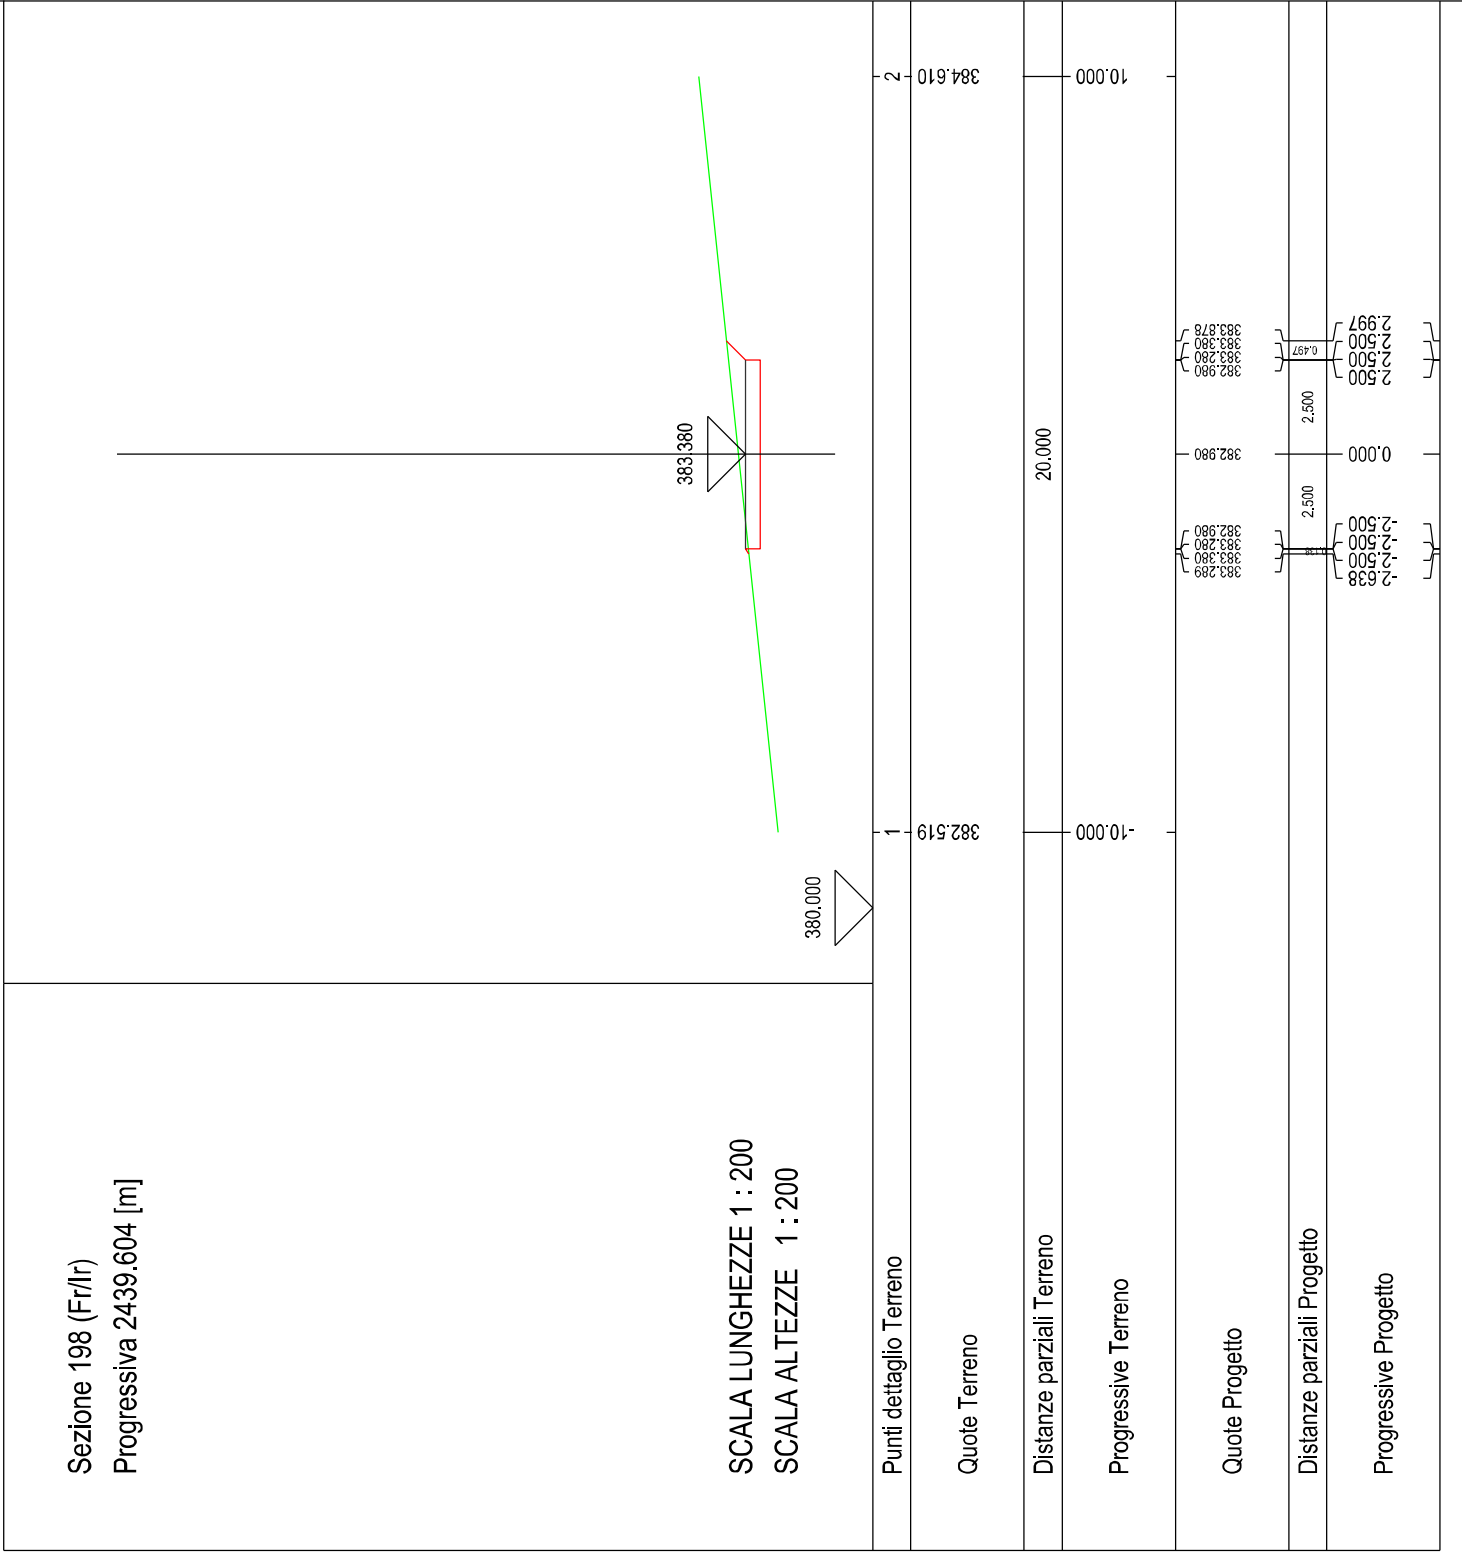 Sezione 198 (Fr/Ir)
Progressiva 2439.604 [m]
383.380
380.000
SCALA LUNGHEZZE 1 : 200
SCALA ALTEZZE 1 : 200
Punti dettaglio Terreno
1
2
Quote Terreno
382.519
384.610
Distanze parziali Terreno
20.000
Progressive Terreno
-10.000
10.000
Quote Progetto
383.289
383.380
383.280
382.980
382.980
382.980
383.280
383.380
383.878
Distanze parziali Progetto
0.138
2.500
2.500
0.497
Progressive Progetto
-2.638
-2.500
-2.500
-2.500
0.000
2.500
2.500
2.500
2.997